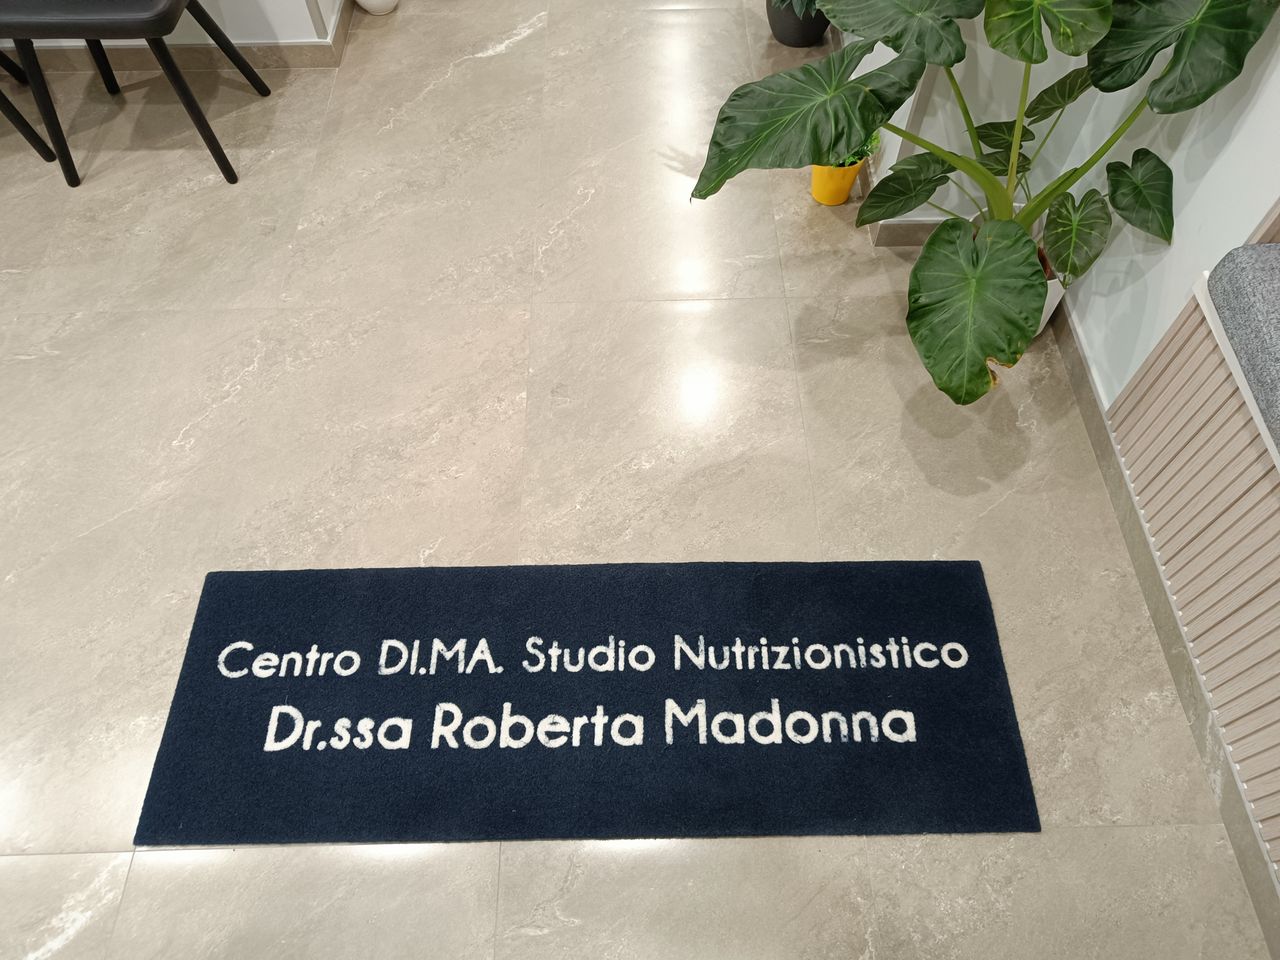 Centro DI.MA. Studio Nutrizionistico
Dr.ssa Roberta Madonna